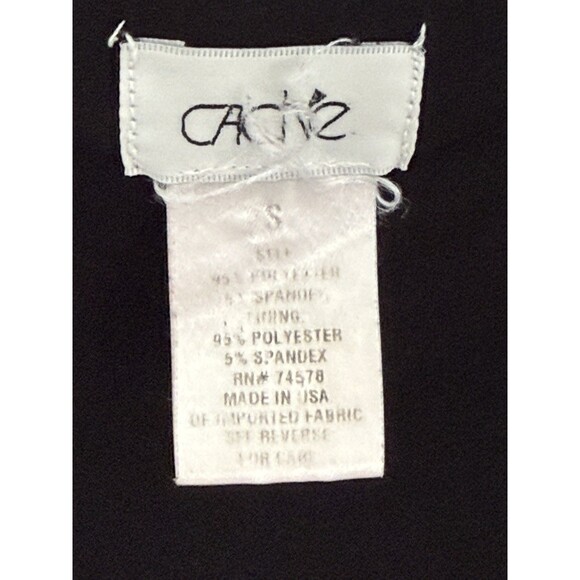 CACHé
S
SELF
95% POLYESTER
5% SPANDEX
LINING
95% POLYESTER
5% SPANDEX
RN# 74578
MADE IN USA
OF IMPORTED FABRIC
SEE REVERSE
FOR CARE